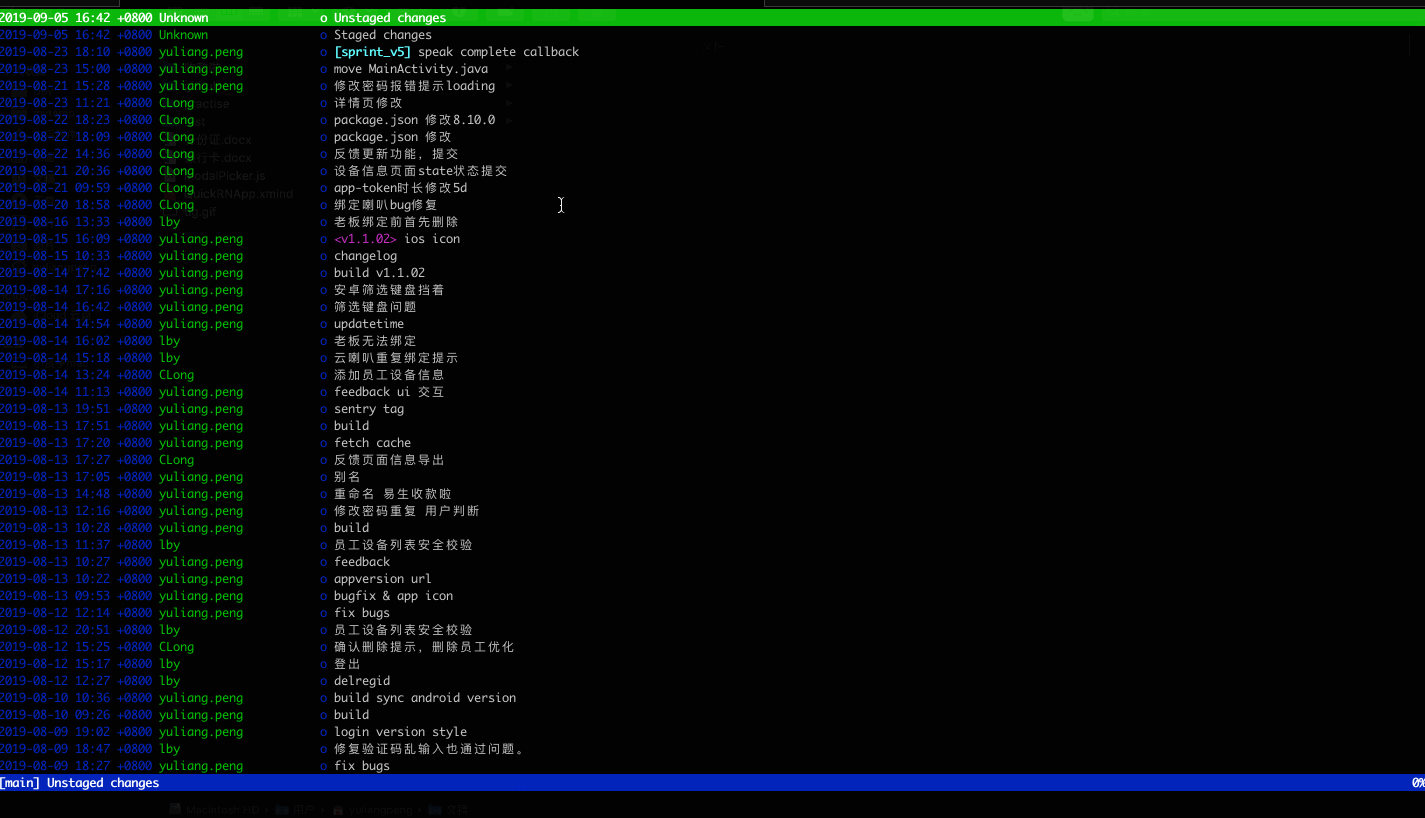 2019-09-05 16:42 +0800 Unknown o Unstaged changes
2019-09-05 16:42 +0800 Unknown o Staged changes
2019-08-23 18:10 +0800 yuliang.peng o [sprint_v5] speak complete callback
2019-08-23 15:00 +0800 yuliang.peng o move MainActivity.java
2019-08-21 15:28 +0800 yuliang.peng o 修改密码报错提示loading
2019-08-23 11:21 +0800 CLong o 详情页修改
2019-08-22 18:23 +0800 CLong o package.json 修改8.10.0
2019-08-22 18:09 +0800 CLong o package.json 修改
2019-08-22 14:36 +0800 CLong o 反馈更新功能, 提交
2019-08-21 20:36 +0800 CLong o 设备信息页面state状态提交
2019-08-21 09:59 +0800 CLong o app-token时长修改5d
2019-08-20 18:58 +0800 CLong o 绑定喇叭bug修复
2019-08-16 13:33 +0800 lby o 老板绑定前首先删除
2019-08-15 16:09 +0800 yuliang.peng o <v1.1.02> ios icon
2019-08-15 10:33 +0800 yuliang.peng o changelog
2019-08-14 17:42 +0800 yuliang.peng o build v1.1.02
2019-08-14 17:16 +0800 yuliang.peng o 安卓筛选键盘挡着
2019-08-14 16:42 +0800 yuliang.peng o 筛选键盘问题
2019-08-14 14:54 +0800 yuliang.peng o updatetime
2019-08-14 16:02 +0800 lby o 老板无法绑定
2019-08-14 15:18 +0800 lby o 云喇叭重复绑定提示
2019-08-14 13:24 +0800 CLong o 添加员工设备信息
2019-08-14 11:13 +0800 yuliang.peng o feedback ui 交互
2019-08-13 19:51 +0800 yuliang.peng o sentry tag
2019-08-13 17:51 +0800 yuliang.peng o build
2019-08-13 17:20 +0800 yuliang.peng o fetch cache
2019-08-13 17:27 +0800 CLong o 反馈页面信息导出
2019-08-13 17:05 +0800 yuliang.peng o 别名
2019-08-13 14:48 +0800 yuliang.peng o 重命名 易生收款啦
2019-08-13 12:16 +0800 yuliang.peng o 修改密码重复 用户判断
2019-08-13 10:28 +0800 yuliang.peng o build
2019-08-13 11:37 +0800 lby o 员工设备列表安全校验
2019-08-13 10:27 +0800 yuliang.peng o feedback
2019-08-13 10:22 +0800 yuliang.peng o appversion url
2019-08-13 09:53 +0800 yuliang.peng o bugfix & app icon
2019-08-12 12:14 +0800 yuliang.peng o fix bugs
2019-08-12 20:51 +0800 lby o 员工设备列表安全校验
2019-08-12 15:25 +0800 CLong o 确认删除提示, 删除员工优化
2019-08-12 15:17 +0800 lby o 登出
2019-08-12 12:27 +0800 lby o delregid
2019-08-10 10:36 +0800 yuliang.peng o build sync android version
2019-08-10 09:26 +0800 yuliang.peng o build
2019-08-09 19:02 +0800 yuliang.peng o login version style
2019-08-09 18:47 +0800 lby o 修复验证码乱输入也通过问题。
2019-08-09 18:27 +0800 yuliang.peng o fix bugs
[main] Unstaged changes 0%